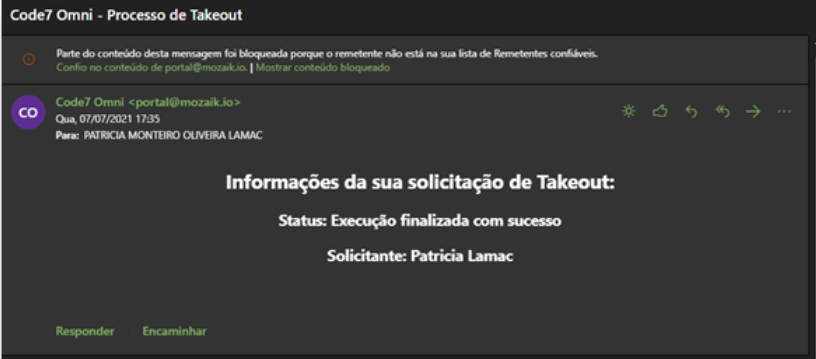 Code7 Omni - Processo de Takeout
Parte do conteúdo desta mensagem foi bloqueada porque o remetente não está na sua lista de Remetentes confiáveis.
Confio no conteúdo de portal@mozaik.io. | Mostrar conteúdo bloqueado
CO
Code7 Omni <portal@mozaik.io>
Qua, 07/07/2021 17:35
Para: PATRICIA MONTEIRO OLIVEIRA LAMAC
Informações da sua solicitação de Takeout:
Status: Execução finalizada com sucesso
Solicitante: Patricia Lamac
Responder Encaminhar